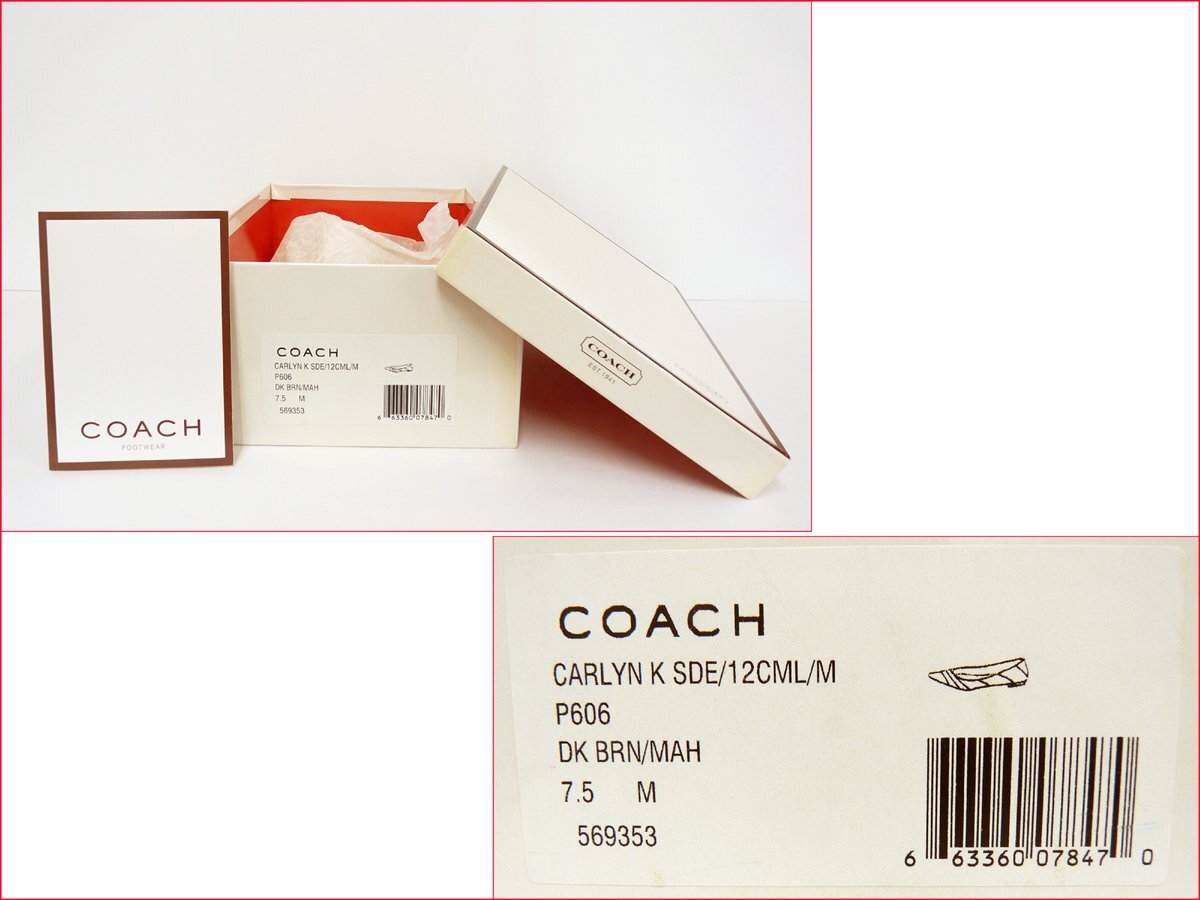 COACH
FOOTWEAR
COACH
CARLYN K SDE/12CML/M
P606
DK BRN/MAH
7.5 M
569353
6 63360 07847 0
COACH
EST. 1941
COACH
CARLYN K SDE/12CML/M
P606
DK BRN/MAH
7.5 M
569353
6 63360 07847 0